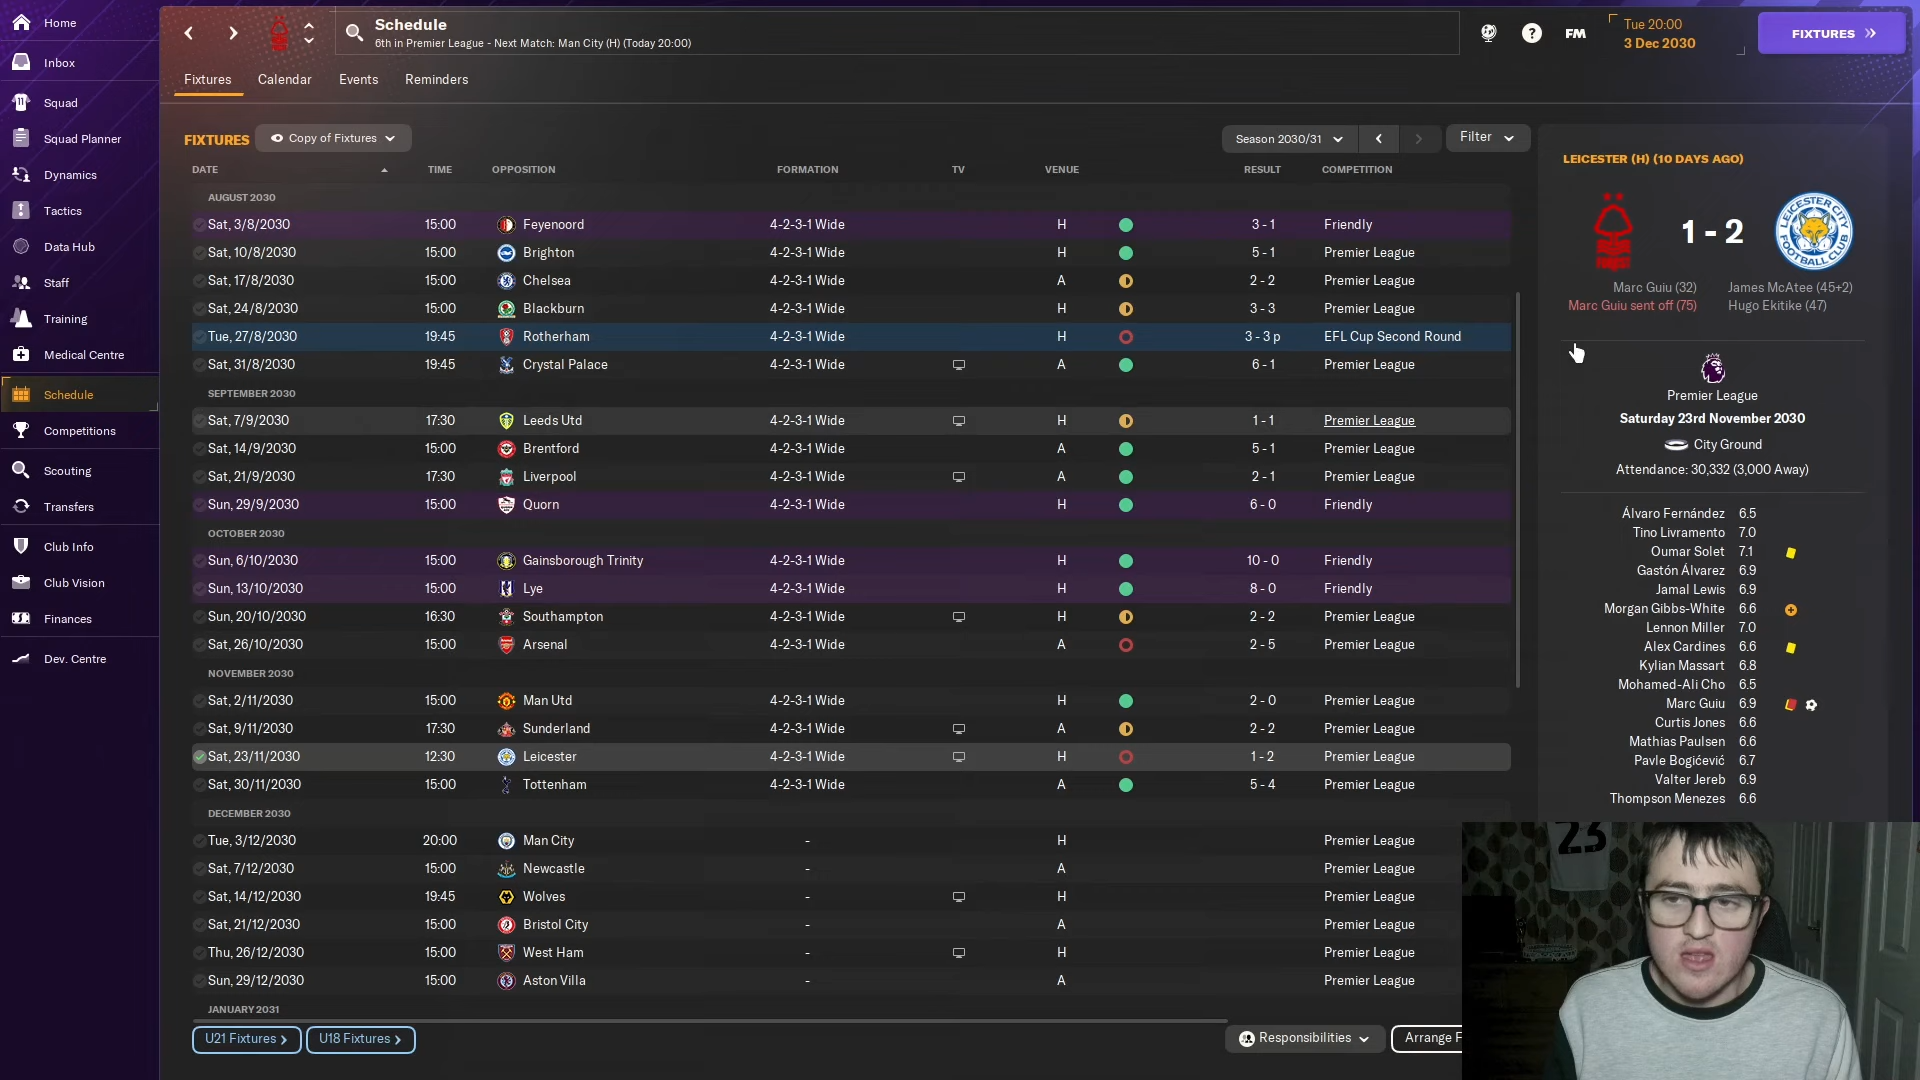 Home
Inbox
Squad
Squad Planner
Dynamics
Tactics
Data Hub
Staff
Training
Medical Centre
Schedule
Competitions
Scouting
Transfers
Club Info
Club Vision
Finances
Dev. Centre
Schedule
6th in Premier League - Next Match: Man City (H) (Today 20:00)
FM
Tue 20:00
3 Dec 2030
FIXTURES
Fixtures Calendar Events Reminders
FIXTURES Copy of Fixtures Season 2030/31 Filter
DATE TIME OPPOSITION FORMATION TV VENUE RESULT COMPETITION
AUGUST 2030
Sat, 3/8/2030 15:00 Feyenoord 4-2-3-1 Wide H 3 - 1 Friendly
Sat, 10/8/2030 15:00 Brighton 4-2-3-1 Wide H 5 - 1 Premier League
Sat, 17/8/2030 15:00 Chelsea 4-2-3-1 Wide A 2 - 2 Premier League
Sat, 24/8/2030 15:00 Blackburn 4-2-3-1 Wide H 3 - 3 Premier League
Tue, 27/8/2030 19:45 Rotherham 4-2-3-1 Wide H 3 - 3 p EFL Cup Second Round
Sat, 31/8/2030 19:45 Crystal Palace 4-2-3-1 Wide A 6 - 1 Premier League
SEPTEMBER 2030
Sat, 7/9/2030 17:30 Leeds Utd 4-2-3-1 Wide H 1 - 1 Premier League
Sat, 14/9/2030 15:00 Brentford 4-2-3-1 Wide A 5 - 1 Premier League
Sat, 21/9/2030 17:30 Liverpool 4-2-3-1 Wide A 2 - 1 Premier League
Sun, 29/9/2030 15:00 Quorn 4-2-3-1 Wide H 6 - 0 Friendly
OCTOBER 2030
Sun, 6/10/2030 15:00 Gainsborough Trinity 4-2-3-1 Wide H 10 - 0 Friendly
Sun, 13/10/2030 15:00 Lye 4-2-3-1 Wide H 8 - 0 Friendly
Sun, 20/10/2030 16:30 Southampton 4-2-3-1 Wide H 2 - 2 Premier League
Sat, 26/10/2030 15:00 Arsenal 4-2-3-1 Wide A 2 - 5 Premier League
NOVEMBER 2030
Sat, 2/11/2030 15:00 Man Utd 4-2-3-1 Wide H 2 - 0 Premier League
Sat, 9/11/2030 17:30 Sunderland 4-2-3-1 Wide A 2 - 2 Premier League
Sat, 23/11/2030 12:30 Leicester 4-2-3-1 Wide H 1 - 2 Premier League
Sat, 30/11/2030 15:00 Tottenham 4-2-3-1 Wide A 5 - 4 Premier League
DECEMBER 2030
Tue, 3/12/2030 20:00 Man City - H Premier League
Sat, 7/12/2030 15:00 Newcastle - A Premier League
Sat, 14/12/2030 19:45 Wolves - H Premier League
Sat, 21/12/2030 15:00 Bristol City - A Premier League
Thu, 26/12/2030 15:00 West Ham - H Premier League
Sun, 29/12/2030 15:00 Aston Villa - A Premier League
JANUARY 2031
U21 Fixtures U18 Fixtures Responsibilities Arrange F
LEICESTER (H) (10 DAYS AGO)
FOREST
1 - 2
LEICESTER CITY
FOOTBALL CLUB
Marc Guiu (32) James McAtee (45+2)
Marc Guiu sent off (75) Hugo Ekitike (47)
Premier League
Saturday 23rd November 2030
City Ground
Attendance: 30,332 (3,000 Away)
Álvaro Fernández 6.5
Tino Livramento 7.0
Oumar Solet 7.1
Gastón Álvarez 6.9
Jamal Lewis 6.9
Morgan Gibbs-White 6.6
Lennon Miller 7.0
Alex Cardines 6.6
Kylian Massart 6.8
Mohamed-Ali Cho 6.5
Marc Guiu 6.9
Curtis Jones 6.6
Mathias Paulsen 6.6
Pavle Bogićević 6.7
Valter Jereb 6.9
Thompson Menezes 6.6
23